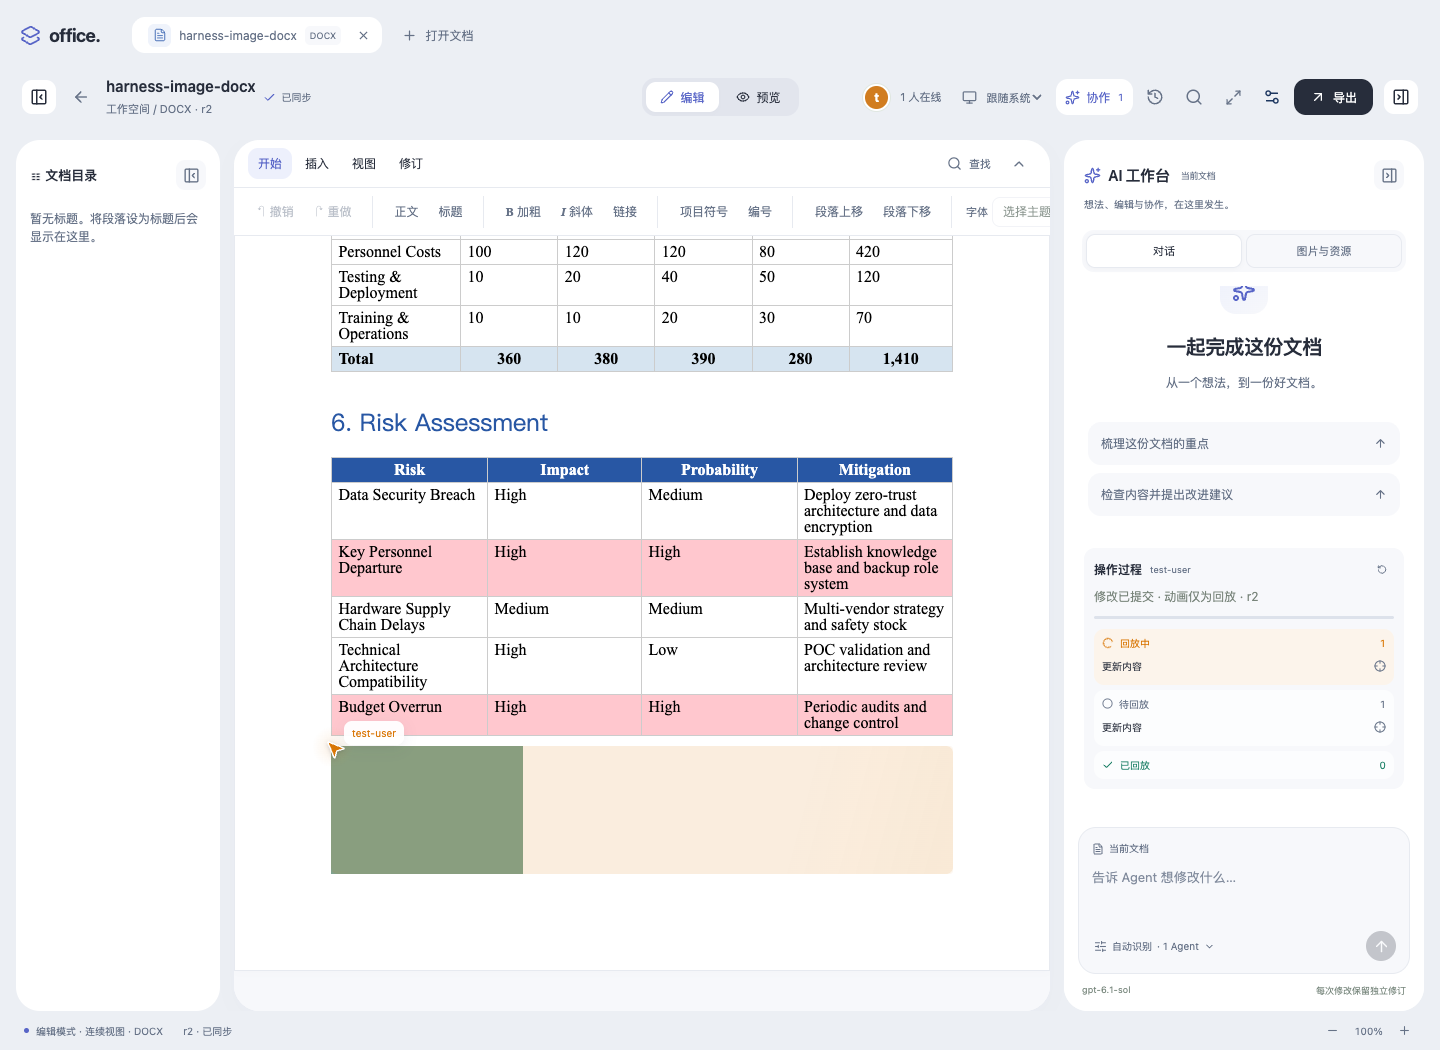 office.
harness-image-docx DOCX
打开文档
harness-image-docx
工作空间 / DOCX · r2
已同步
编辑
预览
t
1 人在线
跟随系统
协作 1
导出
文档目录
暂无标题。将段落设为标题后会
显示在这里。
开始 插入 视图 修订
查找
撤销 重做 正文 标题 B 加粗 I 斜体 链接 项目符号 编号 段落上移 段落下移 字体 选择主题
Personnel Costs 100 120 120 80 420
Testing & 10 20 40 50 120
Deployment
Training & 10 10 20 30 70
Operations
Total 360 380 390 280 1,410
6. Risk Assessment
Risk Impact Probability Mitigation
Data Security Breach High Medium Deploy zero-trust
architecture and data
encryption
Key Personnel High High Establish knowledge
Departure base and backup role
system
Hardware Supply Medium Medium Multi-vendor strategy
Chain Delays and safety stock
Technical High Low POC validation and
Architecture architecture review
Compatibility
Budget Overrun High High Periodic audits and
change control
test-user
AI 工作台 当前文档
想法、编辑与协作，在这里发生。
对话 图片与资源
一起完成这份文档
从一个想法，到一份好文档。
梳理这份文档的重点
检查内容并提出改进建议
操作过程 test-user
修改已提交 · 动画仅为回放 · r2
回放中 1
更新内容
待回放 1
更新内容
已回放 0
当前文档
告诉 Agent 想修改什么...
自动识别 · 1 Agent
gpt-6.1-sol 每次修改保留独立修订
编辑模式 · 连续视图 · DOCX r2 · 已同步
100%